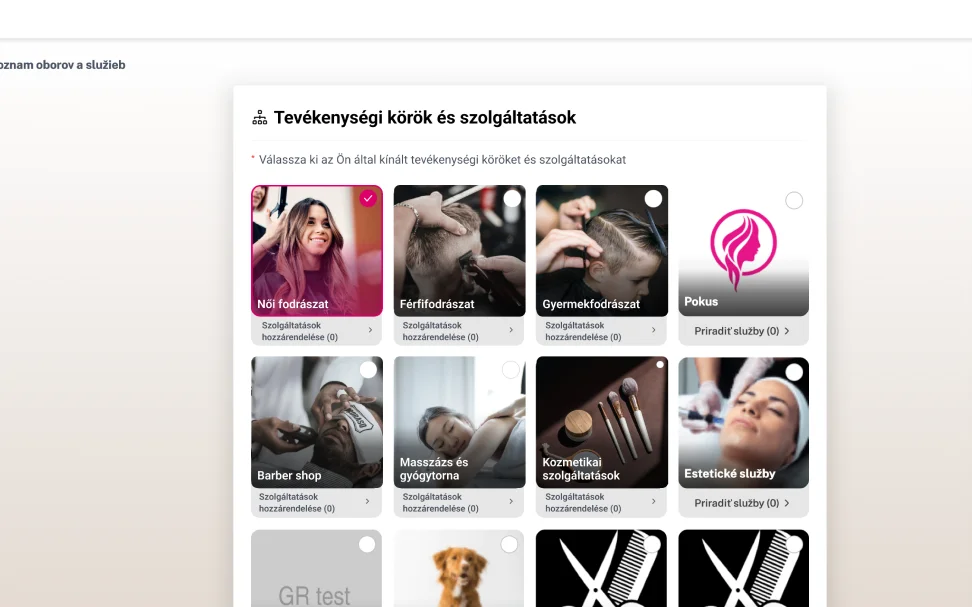 oznam oborov a služieb
Tevékenységi körök és szolgáltatások
* Válassza ki az Ön által kínált tevékenységi köröket és szolgáltatásokat
Női fodrászat
Férfifodrászat
Gyermekfodrászat
Pokus
Szolgáltatások
hozzárendelése (0)
Szolgáltatások
hozzárendelése (0)
Szolgáltatások
hozzárendelése (0)
Priradiť služby (0)
Barber shop
Masszázs és
gyógytorna
Kozmetikai
szolgáltatások
Estetické služby
Szolgáltatások
hozzárendelése (0)
Szolgáltatások
hozzárendelése (0)
Szolgáltatások
hozzárendelése (0)
Priradiť služby (0)
GR test